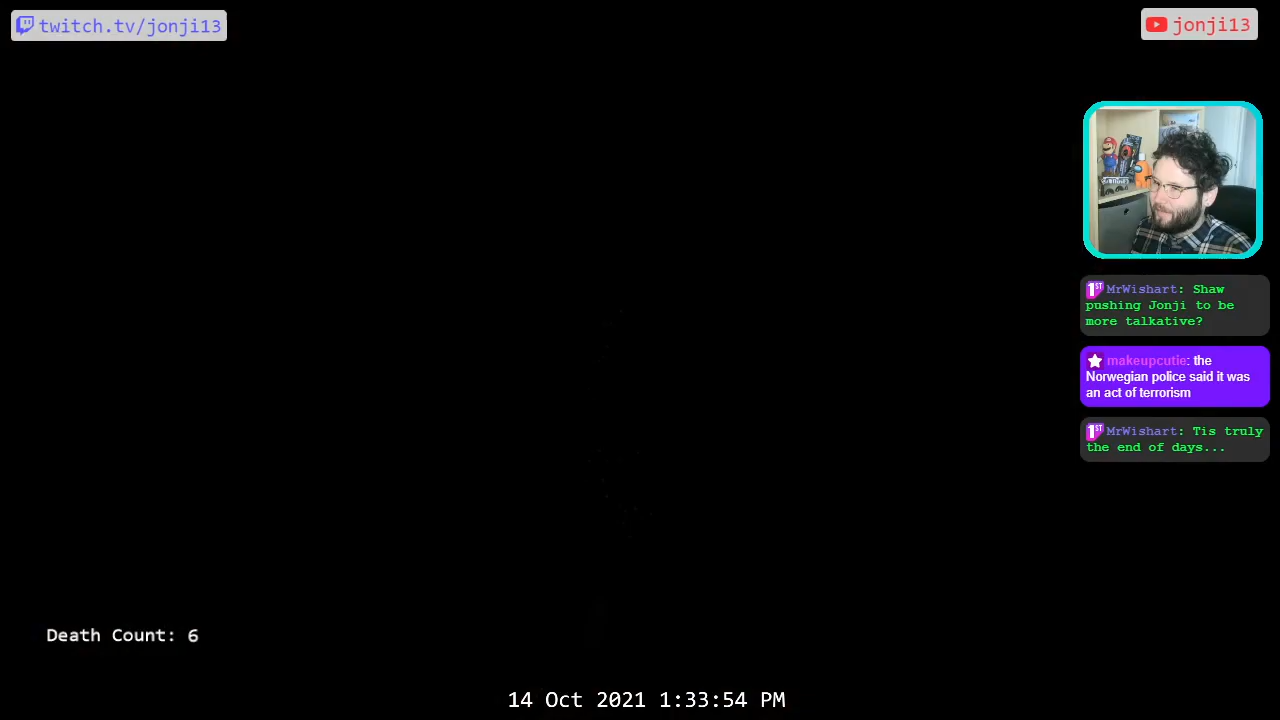 twitch.tv/jonji13
jonji13
MrWishart: Shaw
pushing Jonji to be
more talkative?
makeupcutie: the
Norwegian police said it was
an act of terrorism
MrWishart: Tis truly
the end of days...
Death Count: 6
14 Oct 2021 1:33:54 PM